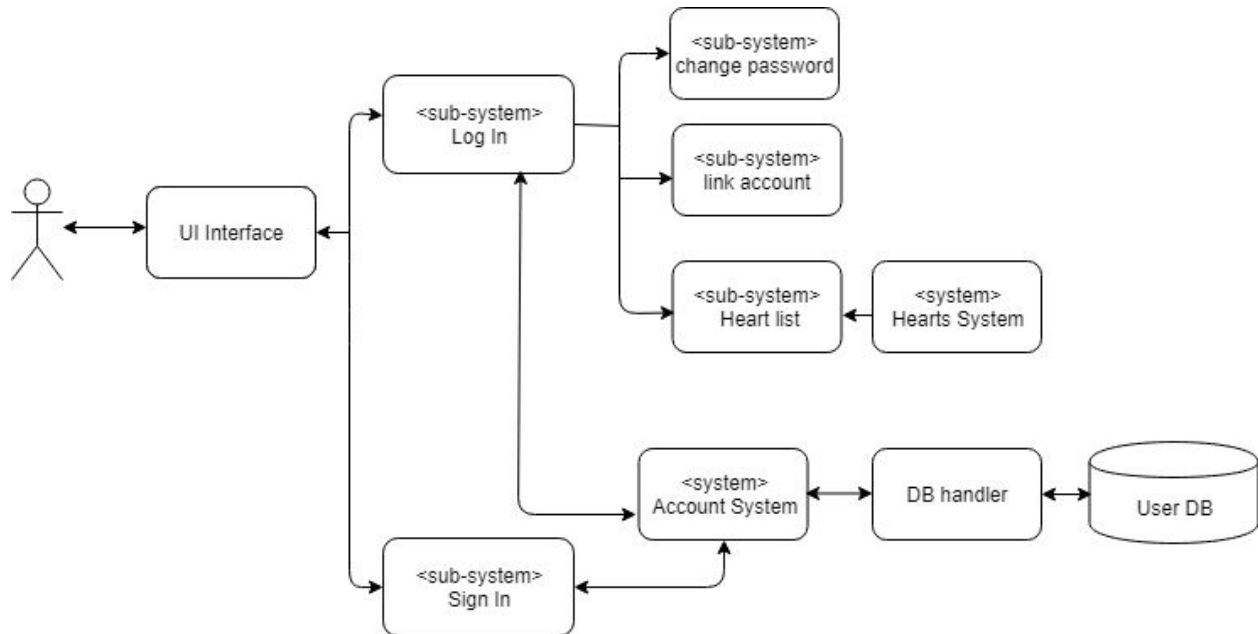 <sub-system>
change password
<sub-system>
Log In
<sub-system>
link account
UI Interface
<sub-system>
Heart list
<system>
Hearts System
<system>
Account System
DB handler
User DB
<sub-system>
Sign In